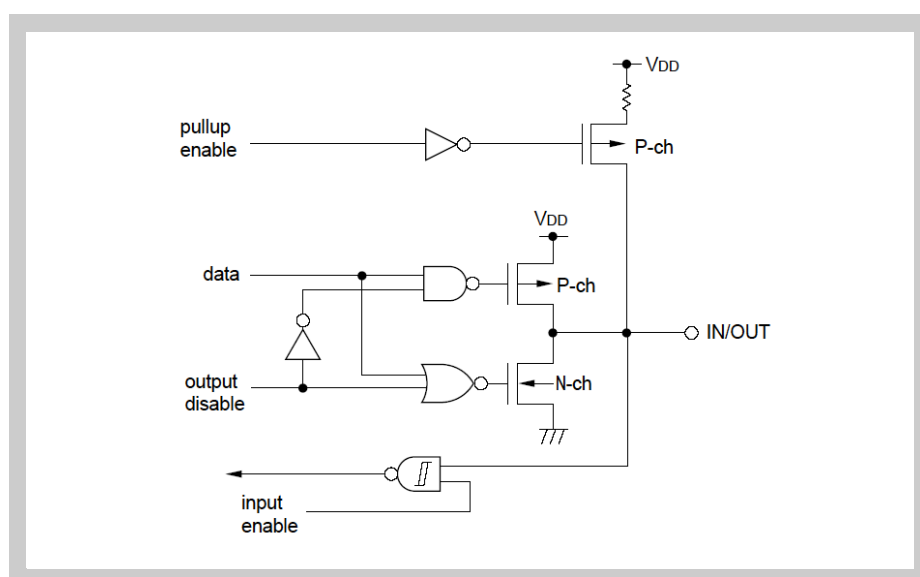 VDD
pullup
enable
P-ch
VDD
data
P-ch
IN/OUT
output
disable
N-ch
input
enable